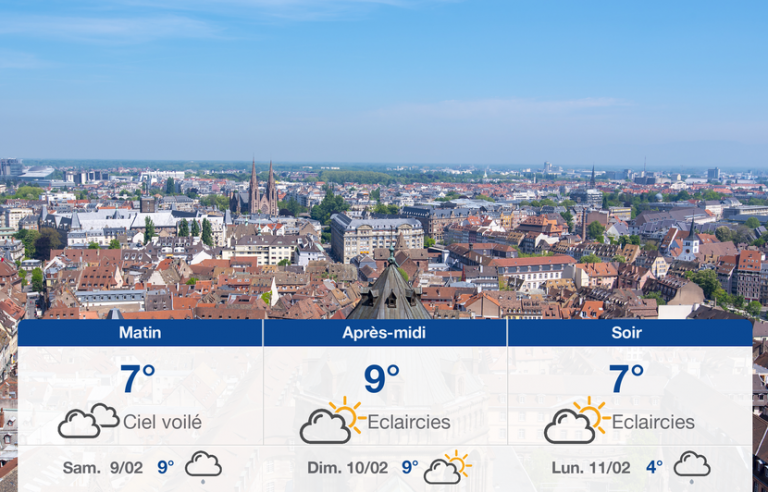 Matin Après-midi Soir
7° 9° 7°
Ciel voilé Eclaircies Eclaircies
Sam. 9/02 9° Dim. 10/02 9° Lun. 11/02 4°